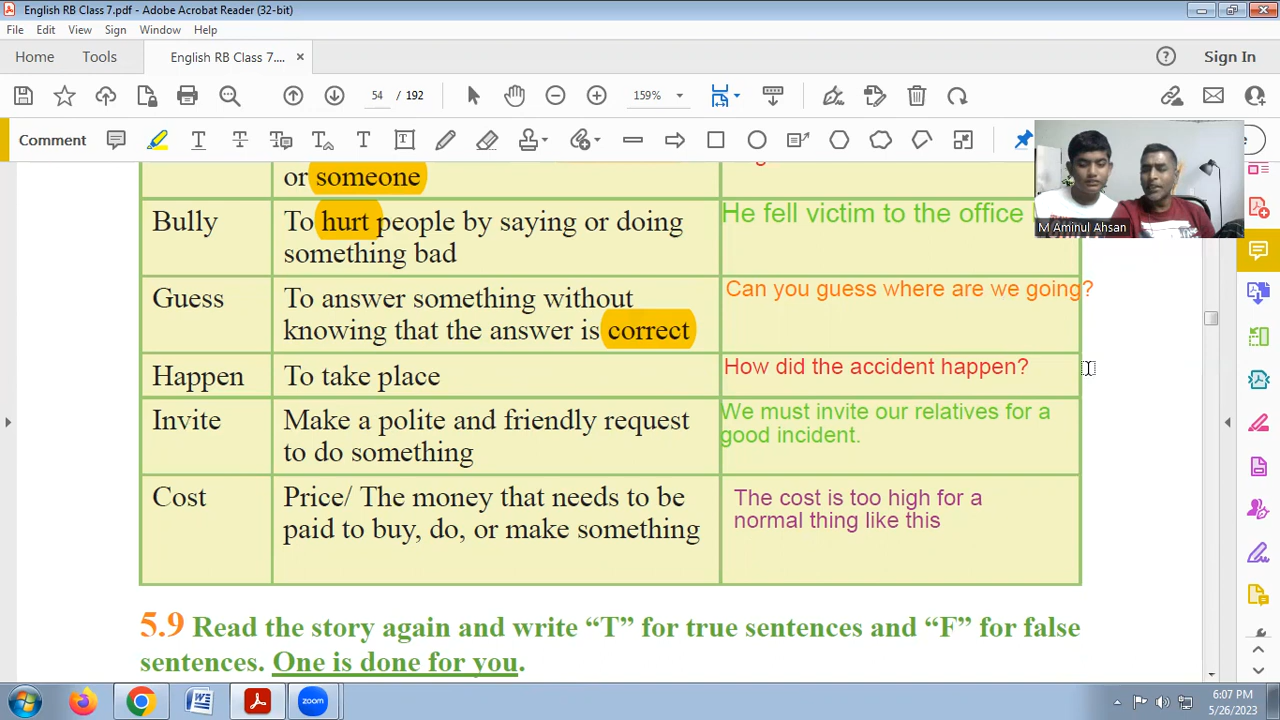 English RB Class 7.pdf - Adobe Acrobat Reader (32-bit)
File Edit View Sign Window Help
Home Tools English RB Class 7.... × Sign In
54 / 192 159%
Comment
or someone
Bully To hurt people by saying or doing something bad He fell victim to the office
Guess To answer something without knowing that the answer is correct Can you guess where are we going?
Happen To take place How did the accident happen?
Invite Make a polite and friendly request to do something We must invite our relatives for a good incident.
Cost Price/ The money that needs to be paid to buy, do, or make something The cost is too high for a normal thing like this
5.9 Read the story again and write “T” for true sentences and “F” for false
sentences. One is done for you.
M Aminul Ahsan
zoom
6:07 PM
5/26/2023